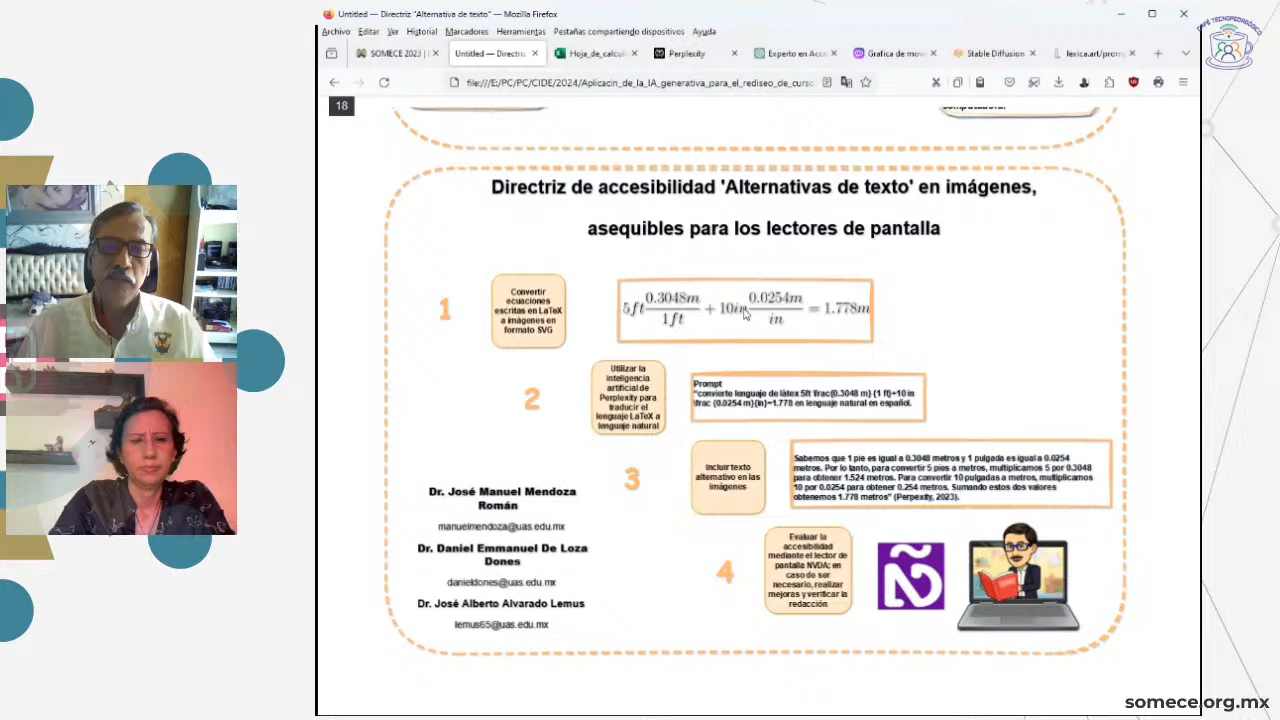 Untitled — Directriz "Alternativa de texto" — Mozilla Firefox
Archivo Editar Ver Historial Marcadores Herramientas Pestañas compartiendo dispositivos Ayuda
SOMECE 2023 | Untitled — Directriz Hoja_de_calcu Perplexity Experto en Acce Grafica de mov Stable Diffusion lexica.art/prom
file:///E:/PC/PC/CIDE/2024/Aplicacin_de_la_IA_generativa_para_el_rediseo_de_curso
CAFÉ TECNOPEDAGÓGICO
18
computadora.
Directriz de accesibilidad 'Alternativas de texto' en imágenes,
asequibles para los lectores de pantalla
1
Convertir
ecuaciones
escritas en LaTeX
a imágenes en
formato SVG
5ft 0.3048m/1ft + 10in 0.0254m/in = 1.778m
2
Utilizar la
inteligencia
artificial de
Perplexity para
traducir el
lenguaje LaTeX a
lenguaje natural
Prompt
"convierte lenguaje de látex 5ft \frac{0.3048 m} {1 ft}+10 in
\frac {0.0254 m}{in}=1.778 en lenguaje natural en español.
3
Incluir texto
alternativo en las
imágenes
Sabemos que 1 pie es igual a 0.3048 metros y 1 pulgada es igual a 0.0254
metros. Por lo tanto, para convertir 5 pies a metros, multiplicamos 5 por 0.3048
para obtener 1.524 metros. Para convertir 10 pulgadas a metros, multiplicamos
10 por 0.0254 para obtener 0.254 metros. Sumando estos dos valores
obtenemos 1.778 metros" (Perpexity, 2023).
Dr. José Manuel Mendoza
Román
manuelmendoza@uas.edu.mx
Dr. Daniel Emmanuel De Loza
Dones
danieldones@uas.edu.mx
Dr. José Alberto Alvarado Lemus
lemus65@uas.edu.mx
4
Evaluar la
accesibilidad
mediante el lector de
pantalla NVDA; en
caso de ser
necesario, realizar
mejoras y verificar la
redacción
somece.org.mx